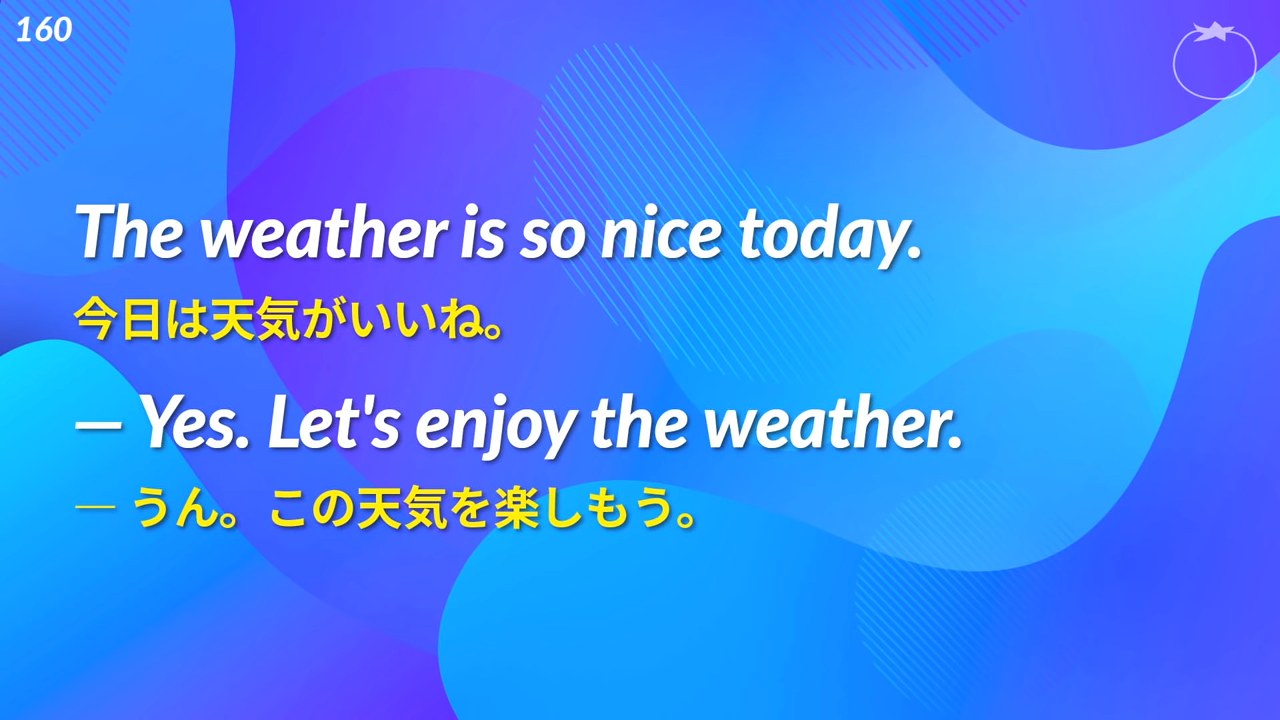 160
The weather is so nice today.
今日は天気がいいね。
— Yes. Let's enjoy the weather.
— うん。この天気を楽しもう。